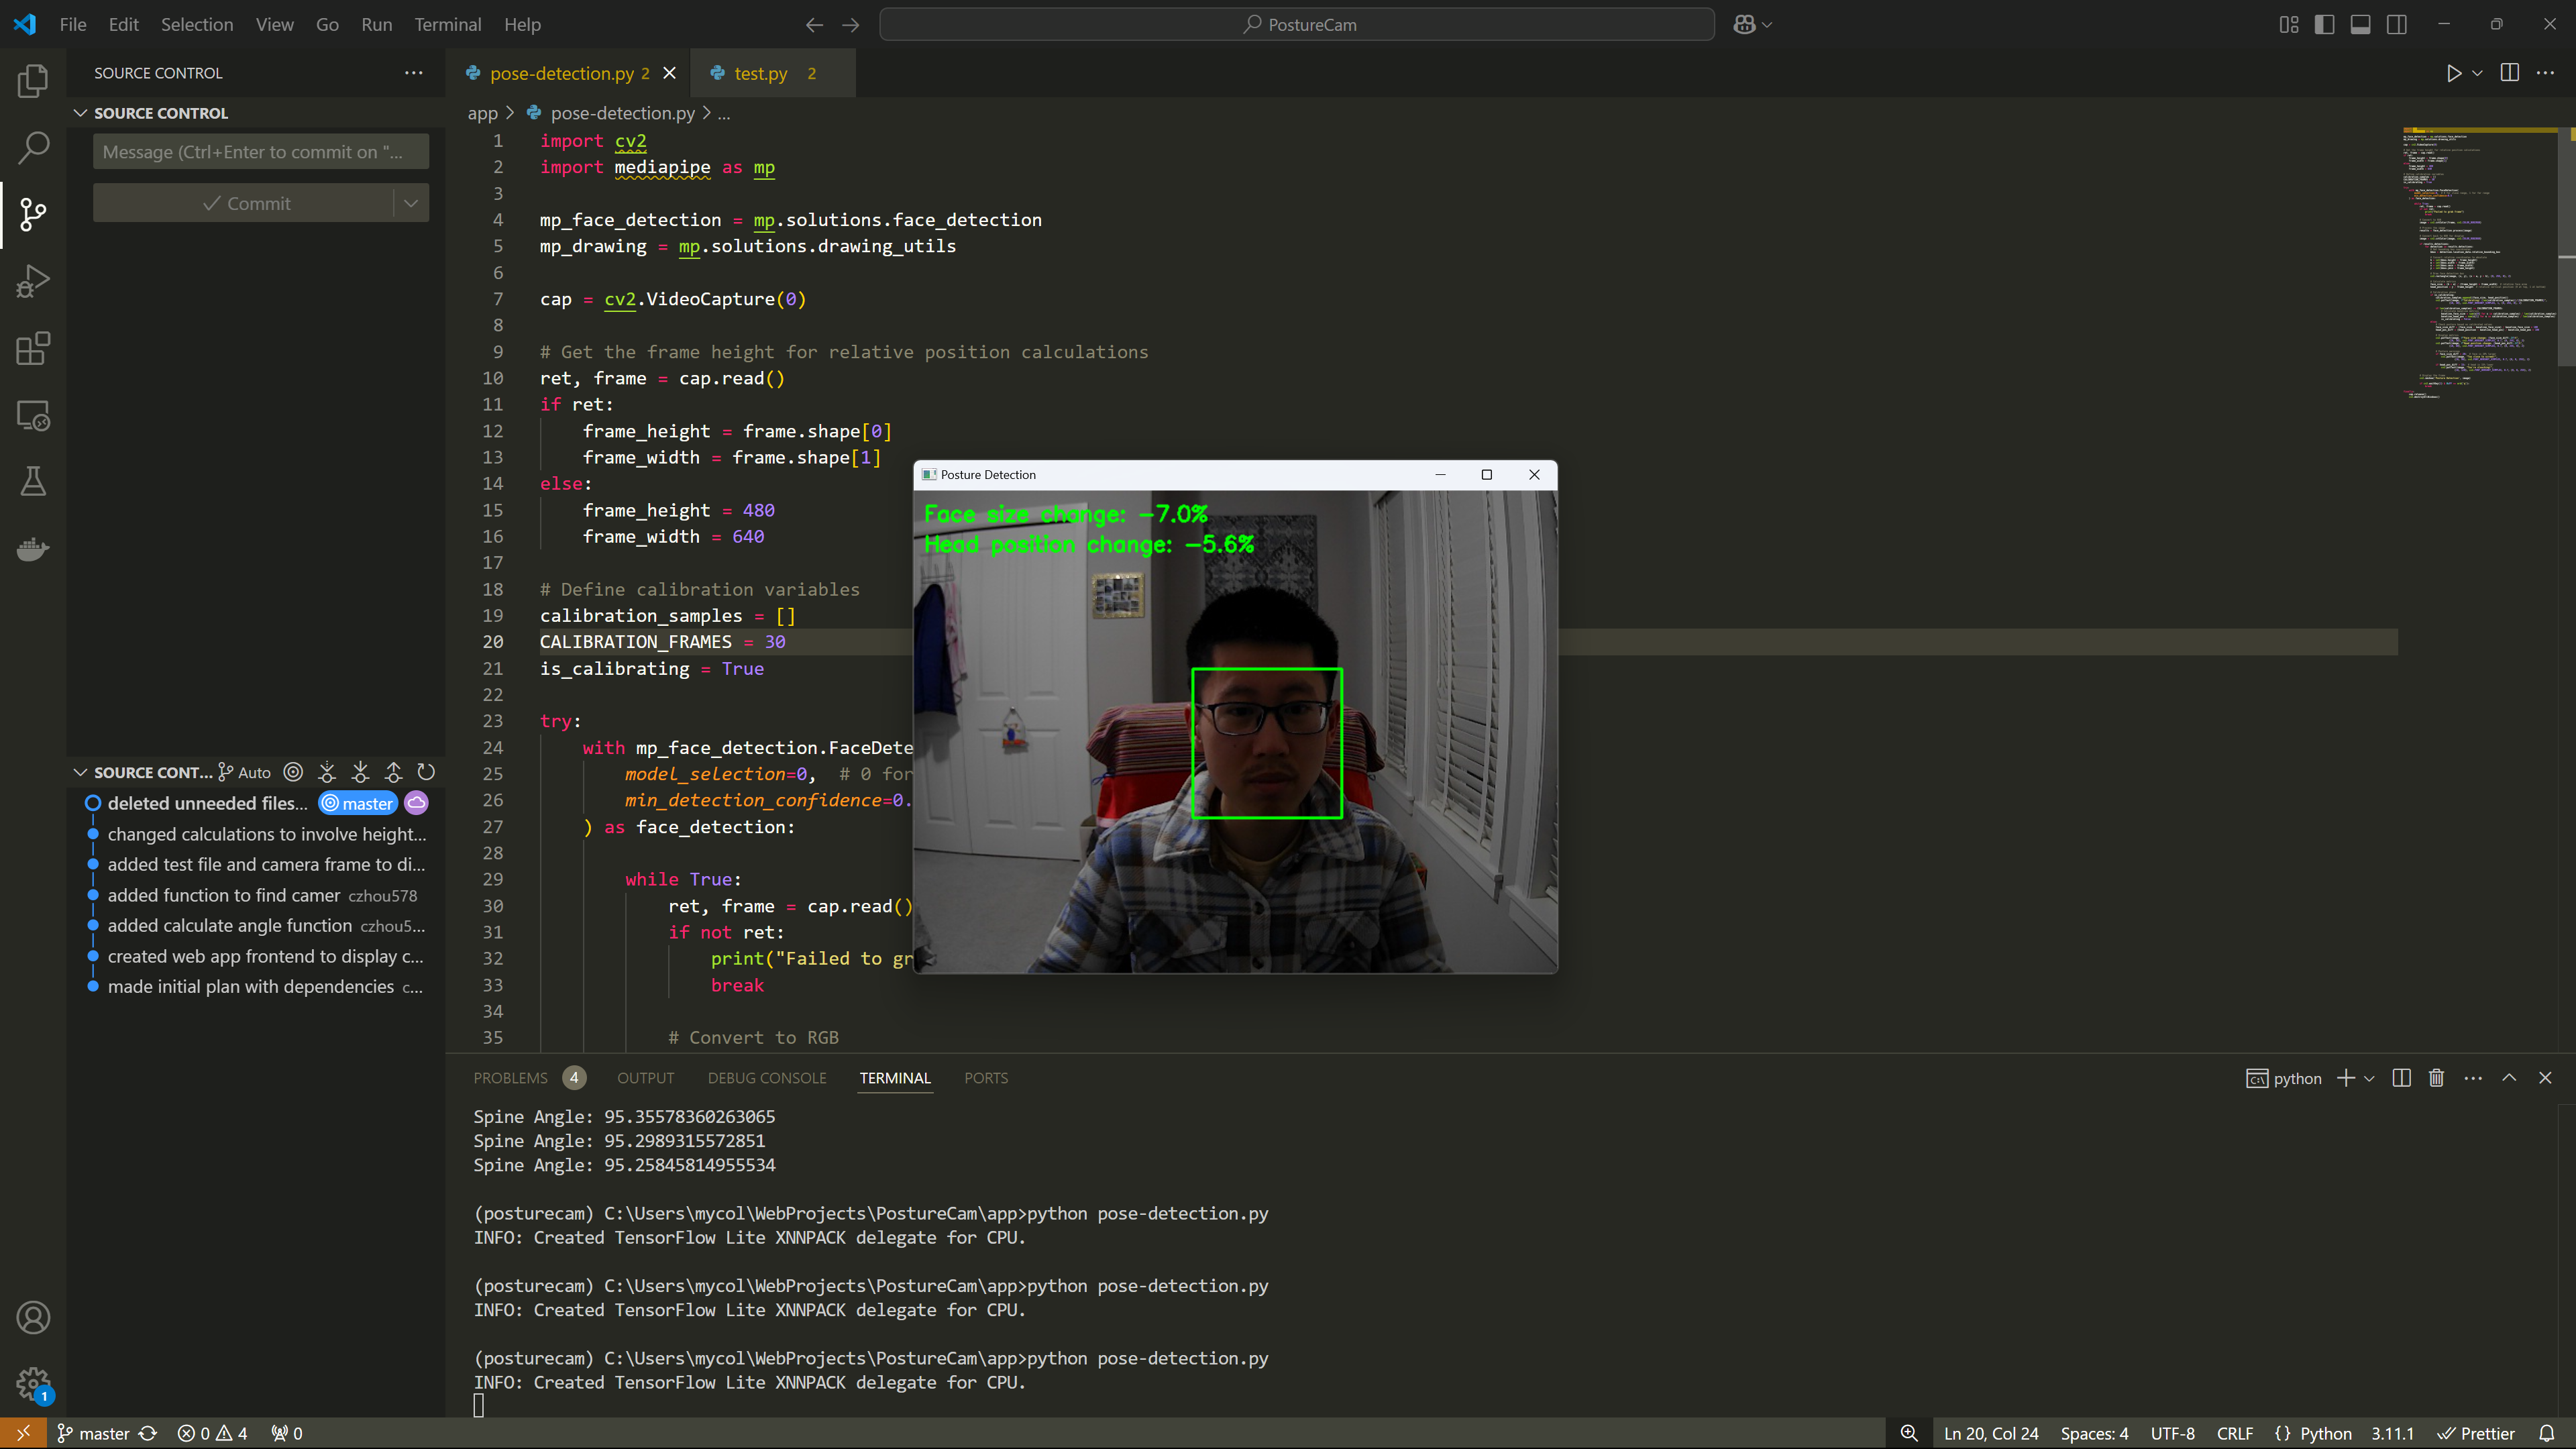 File Edit Selection View Go Run Terminal Help
PostureCam
SOURCE CONTROL
SOURCE CONTROL
Message (Ctrl+Enter to commit on "...
Commit
SOURCE CONT... Auto
deleted unneeded files... master
changed calculations to involve height...
added test file and camera frame to di...
added function to find camer czhou578
added calculate angle function czhou5...
created web app frontend to display c...
made initial plan with dependencies c...
pose-detection.py 2
test.py 2
app > pose-detection.py > ...
1 import cv2
2 import mediapipe as mp
3
4 mp_face_detection = mp.solutions.face_detection
5 mp_drawing = mp.solutions.drawing_utils
6
7 cap = cv2.VideoCapture(0)
8
9 # Get the frame height for relative position calculations
10 ret, frame = cap.read()
11 if ret:
12 frame_height = frame.shape[0]
13 frame_width = frame.shape[1]
14 else:
15 frame_height = 480
16 frame_width = 640
17
18 # Define calibration variables
19 calibration_samples = []
20 CALIBRATION_FRAMES = 30
21 is_calibrating = True
22
23 try:
24 with mp_face_detection.FaceDete
25 model_selection=0, # 0 for
26 min_detection_confidence=0.
27 ) as face_detection:
28
29 while True:
30 ret, frame = cap.read()
31 if not ret:
32 print("Failed to gr
33 break
34
35 # Convert to RGB
Posture Detection
Face size change: -7.0%
Head position change: -5.6%
PROBLEMS 4 OUTPUT DEBUG CONSOLE TERMINAL PORTS
python
Spine Angle: 95.35578360263065
Spine Angle: 95.2989315572851
Spine Angle: 95.25845814955534
(posturecam) C:\Users\mycol\WebProjects\PostureCam\app>python pose-detection.py
INFO: Created TensorFlow Lite XNNPACK delegate for CPU.
(posturecam) C:\Users\mycol\WebProjects\PostureCam\app>python pose-detection.py
INFO: Created TensorFlow Lite XNNPACK delegate for CPU.
(posturecam) C:\Users\mycol\WebProjects\PostureCam\app>python pose-detection.py
INFO: Created TensorFlow Lite XNNPACK delegate for CPU.
1
master 0 4 0
Ln 20, Col 24 Spaces: 4 UTF-8 CRLF {} Python 3.11.1 Prettier